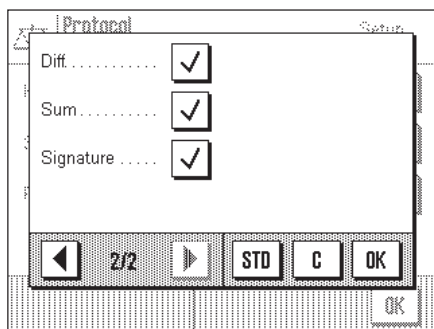 Protocol Setup
Diff. . . . . . . . . . . .
Sum. . . . . . . . . . .
Signature . . . . .
2/2 STD C OK
OK